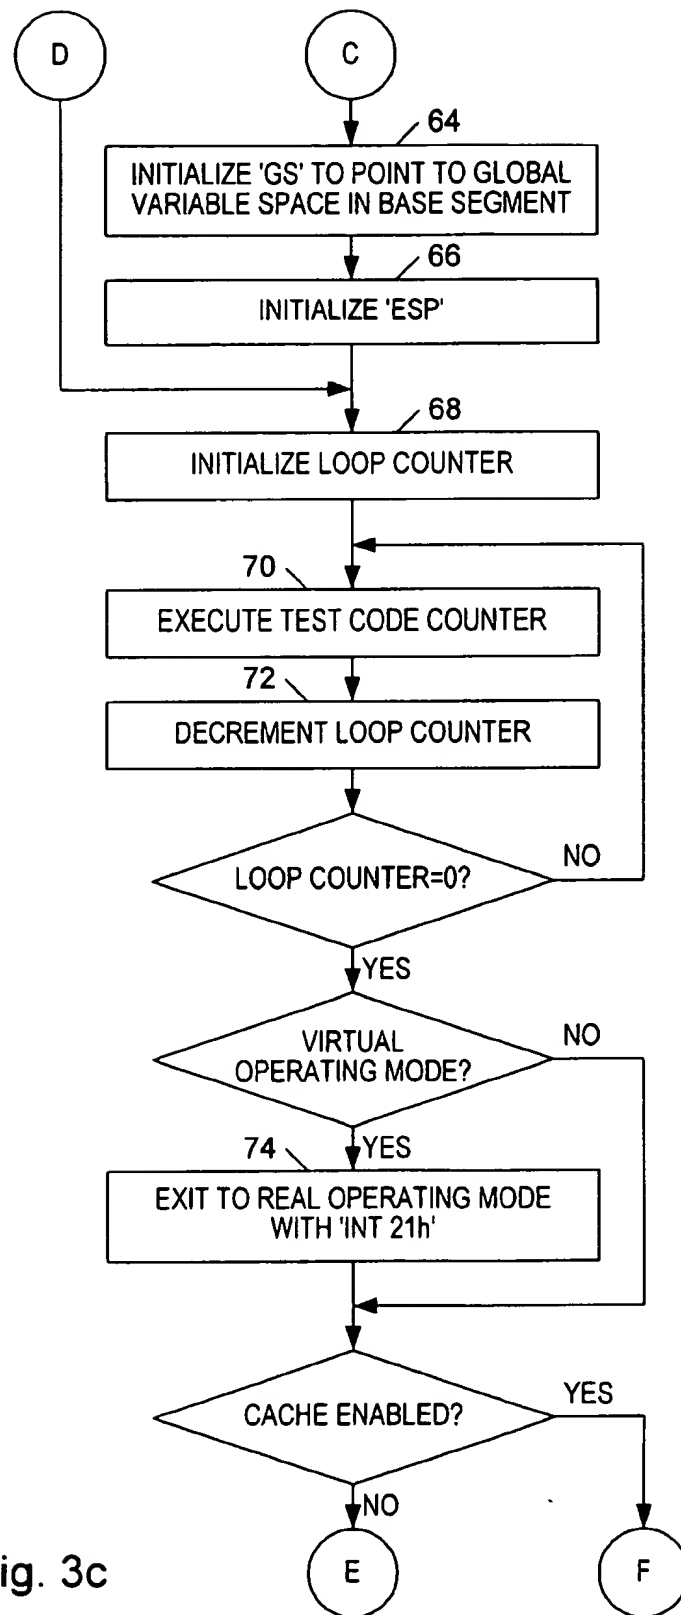 D
C
64
INITIALIZE 'GS' TO POINT TO GLOBAL
VARIABLE SPACE IN BASE SEGMENT
66
INITIALIZE 'ESP'
68
INITIALIZE LOOP COUNTER
70
EXECUTE TEST CODE COUNTER
72
DECREMENT LOOP COUNTER
LOOP COUNTER=0?
NO
YES
VIRTUAL
OPERATING MODE?
NO
YES
74
EXIT TO REAL OPERATING MODE
WITH 'INT 21h'
CACHE ENABLED?
YES
NO
E
F
ig. 3c